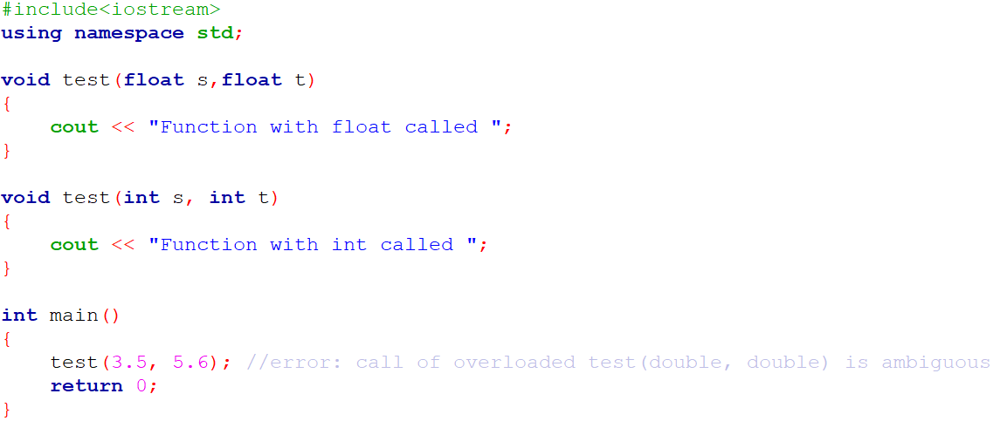 #include<iostream>
using namespace std;
void test(float s,float t)
{
cout << "Function with float called ";
}
void test(int s, int t)
{
cout << "Function with int called ";
}
int main()
{
test(3.5, 5.6); //error: call of overloaded test(double, double) is ambiguous
return 0;
}